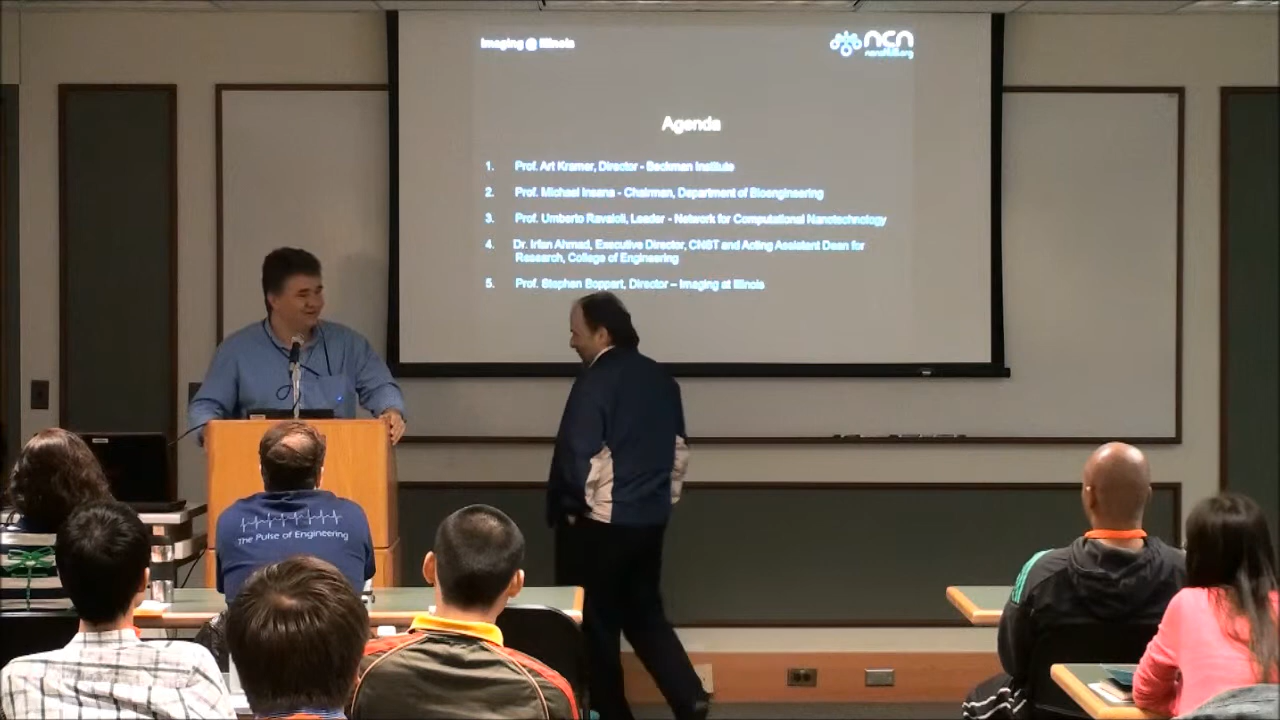 Imaging @ Illinois
ncn
nanoHUB.org
Agenda
1. Prof. Art Kramer, Director - Beckman Institute
2. Prof. Michael Insana - Chairman, Department of Bioengineering
3. Prof. Umberto Ravaioli, Leader - Network for Computational Nanotechnology
4. Dr. Irfan Ahmad, Executive Director, CNST and Acting Assistant Dean for
Research, College of Engineering
5. Prof. Stephen Boppart, Director – Imaging at Illinois
The Pulse of Engineering